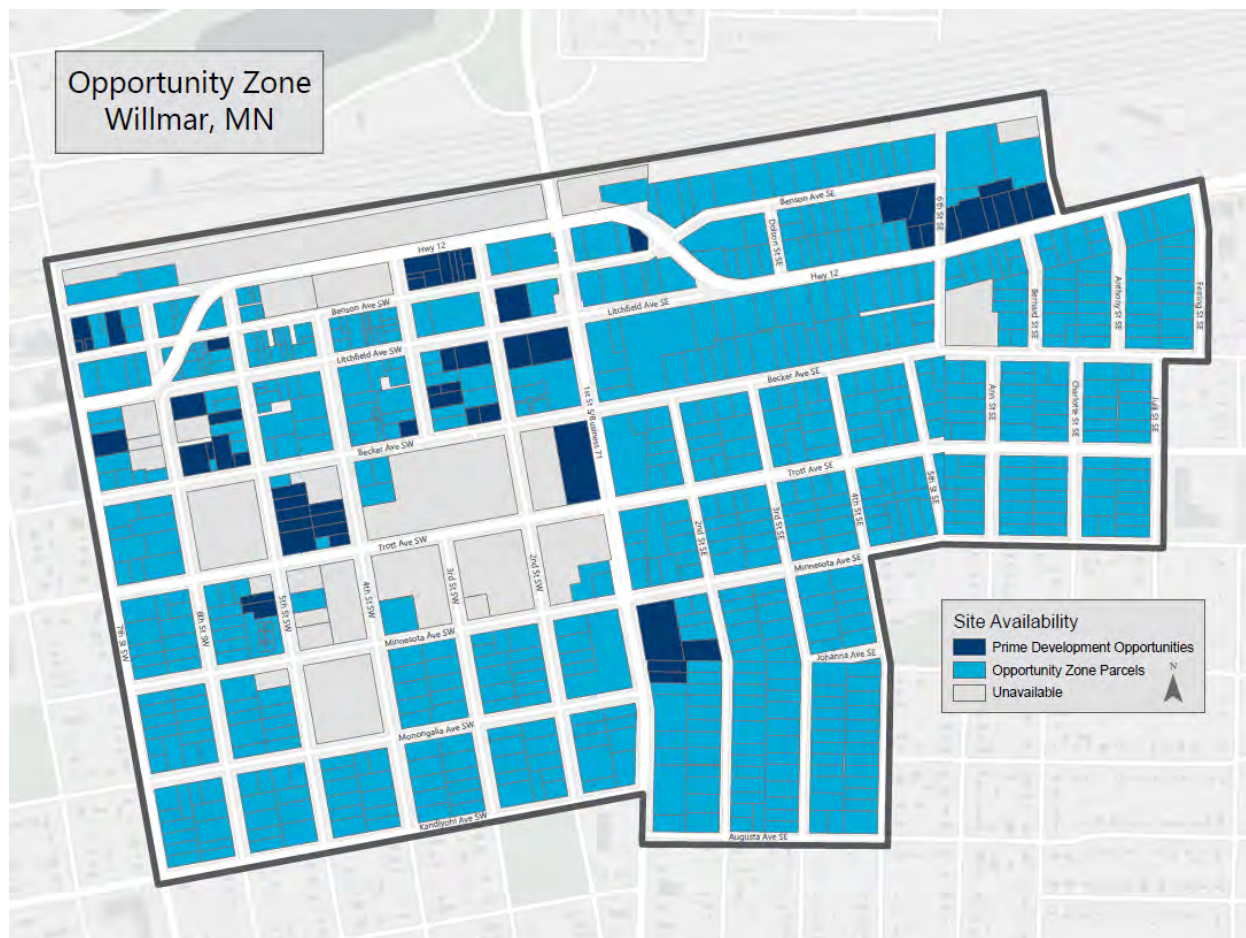 Opportunity Zone
Willmar, MN
Hwy 12
Benson Ave SE
6th St SE
Dotson St SE
Hwy 12
Benson Ave SW
Litchfield Ave SE
Bernard St SE
Anthony St SE
Ferring St SE
Litchfield Ave SW
Becker Ave SE
1st St S/Business 71
Ann St SE
Charlotte St SE
Julii St SE
Becker Ave SW
Trott Ave SE
5th St SE
4th St SE
3rd St SE
2nd St SE
Trott Ave SW
Minnesota Ave SE
2nd St SW
3rd St SW
4th St SW
5th St SW
6th St SW
7th St SW
Minnesota Ave SW
Johanna Ave SE
Monongalia Ave SW
Kandiyohi Ave SW
Augusta Ave SE
Site Availability
Prime Development Opportunities
Opportunity Zone Parcels
Unavailable
N